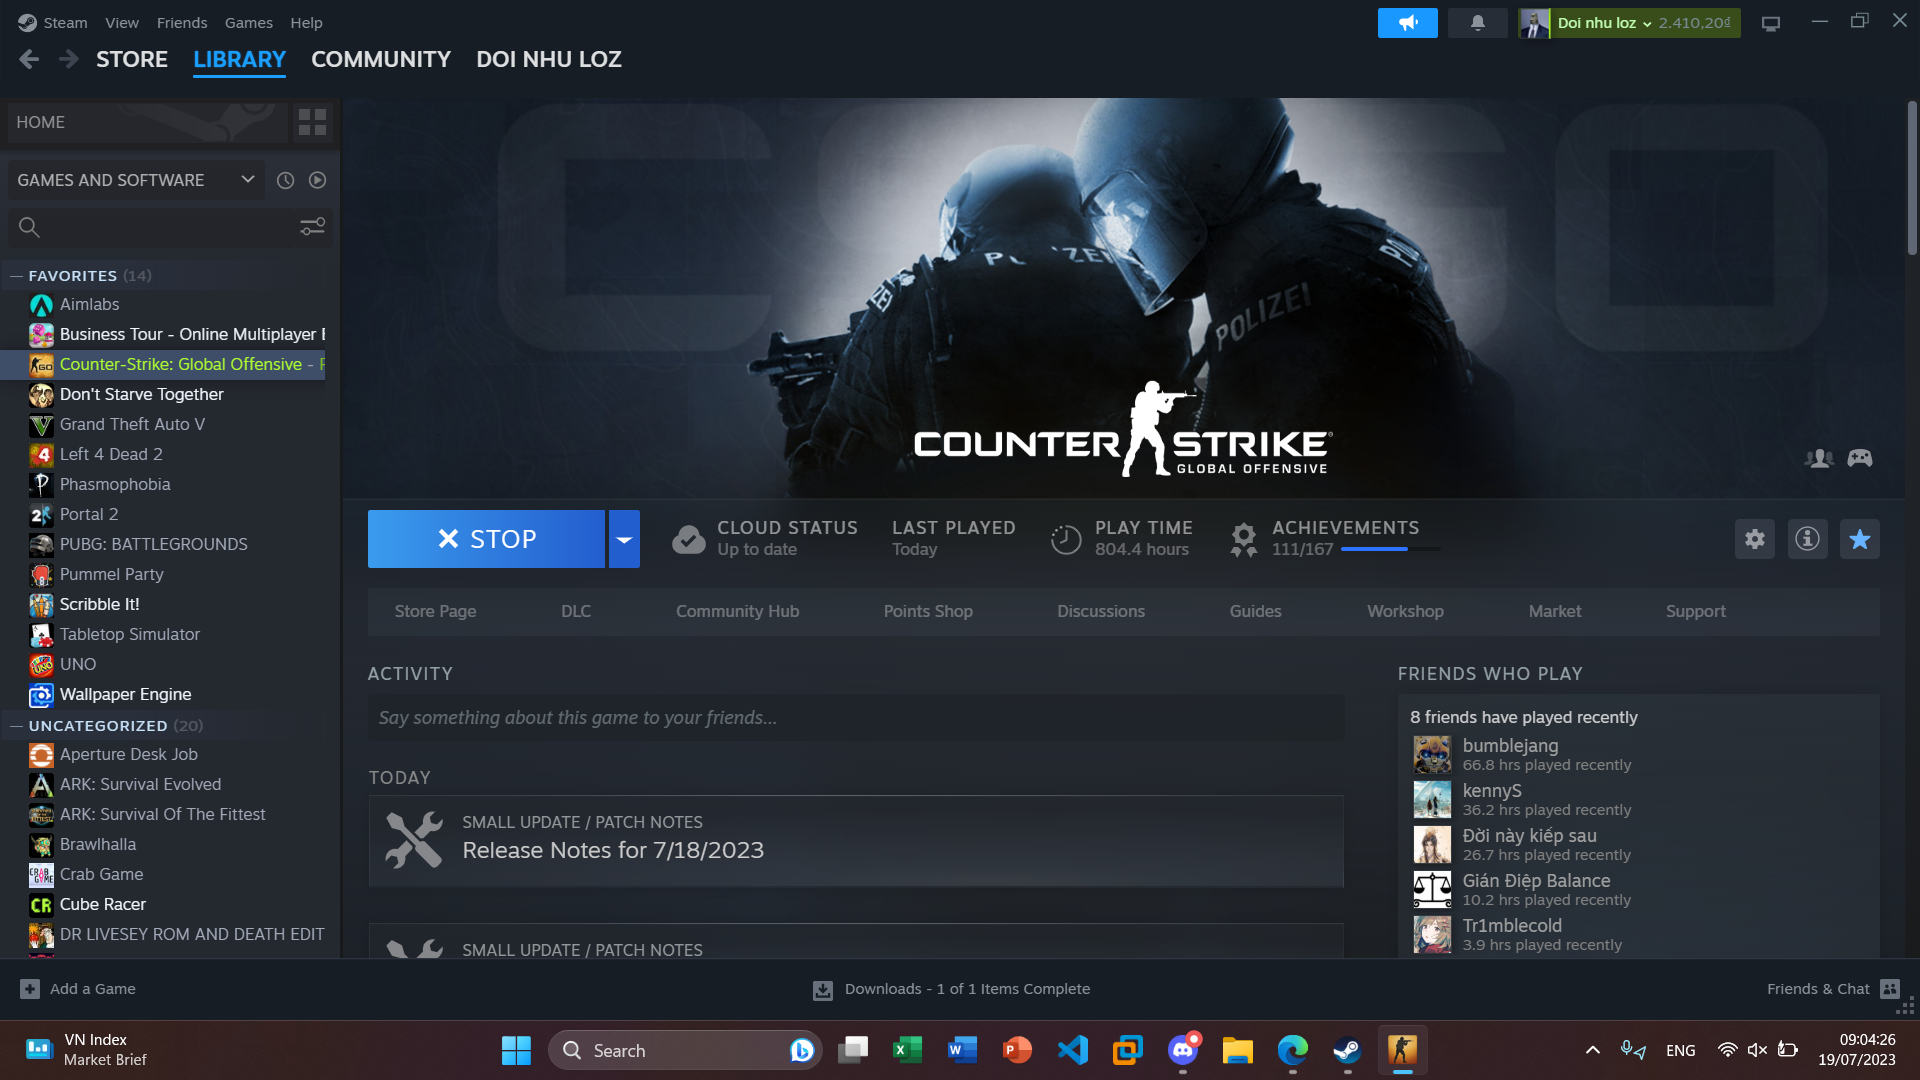 Steam View Friends Games Help
Doi nhu loz 2.410,20₫
STORE LIBRARY COMMUNITY DOI NHU LOZ
HOME
GAMES AND SOFTWARE
FAVORITES (14)
Aimlabs
Business Tour - Online Multiplayer
Counter-Strike: Global Offensive -
Don't Starve Together
Grand Theft Auto V
Left 4 Dead 2
Phasmophobia
Portal 2
PUBG: BATTLEGROUNDS
Pummel Party
Scribble It!
Tabletop Simulator
UNO
Wallpaper Engine
UNCATEGORIZED (20)
Aperture Desk Job
ARK: Survival Evolved
ARK: Survival Of The Fittest
Brawlhalla
Crab Game
Cube Racer
DR LIVESEY ROM AND DEATH EDIT
CSGO
POLIZEI
POLIZEI
COUNTER STRIKE
GLOBAL OFFENSIVE
STOP
CLOUD STATUS
Up to date
LAST PLAYED
Today
PLAY TIME
804.4 hours
ACHIEVEMENTS
111/167
Store Page DLC Community Hub Points Shop Discussions Guides Workshop Market Support
ACTIVITY
Say something about this game to your friends...
TODAY
SMALL UPDATE / PATCH NOTES
Release Notes for 7/18/2023
SMALL UPDATE / PATCH NOTES
FRIENDS WHO PLAY
8 friends have played recently
bumblejang
66.8 hrs played recently
kennyS
36.2 hrs played recently
Đời này kiếp sau
26.7 hrs played recently
Gián Điệp Balance
10.2 hrs played recently
Tr1mblecold
3.9 hrs played recently
Add a Game
Downloads - 1 of 1 Items Complete
Friends & Chat
VN Index
Market Brief
Search
ENG
09:04:26
19/07/2023